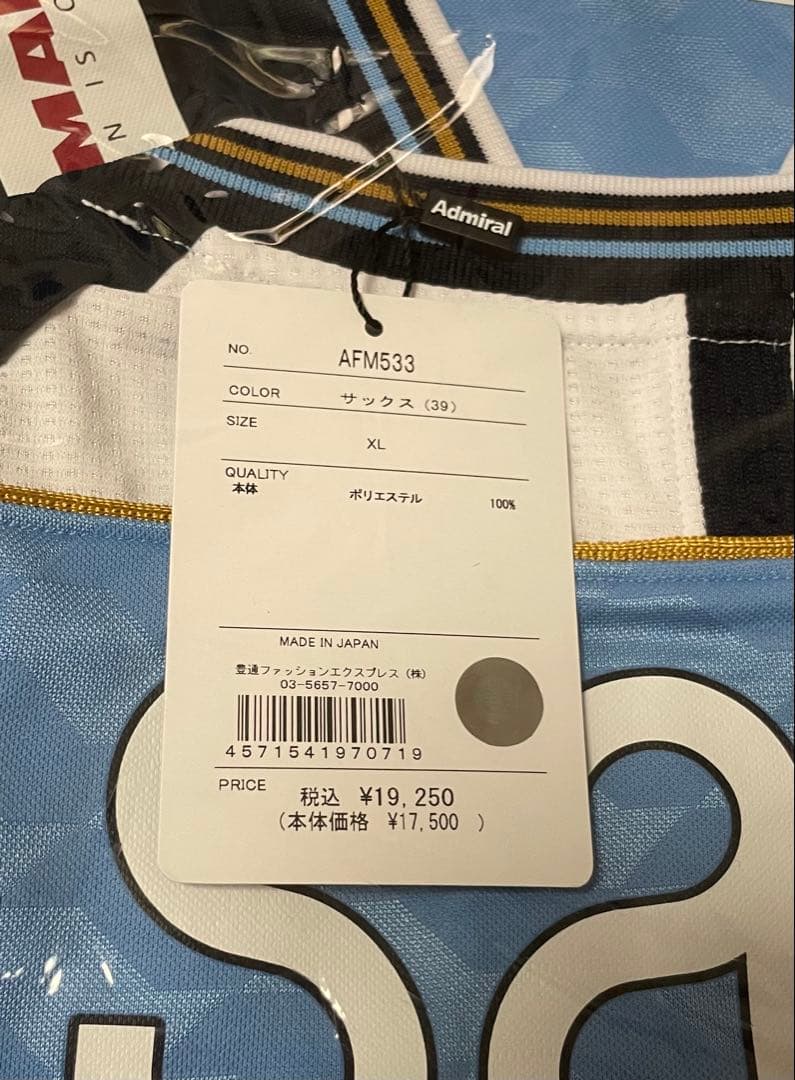 MA
O
SIN
Admiral
NO. AFM533
COLOR サックス (39)
SIZE
XL
QUALITY
本体 ポリエステル 100%
MADE IN JAPAN
豊通ファッションエクスプレス (株)
03-5657-7000
4571541970719
PRICE 税込 ¥19,250
(本体価格 ¥17,500 )